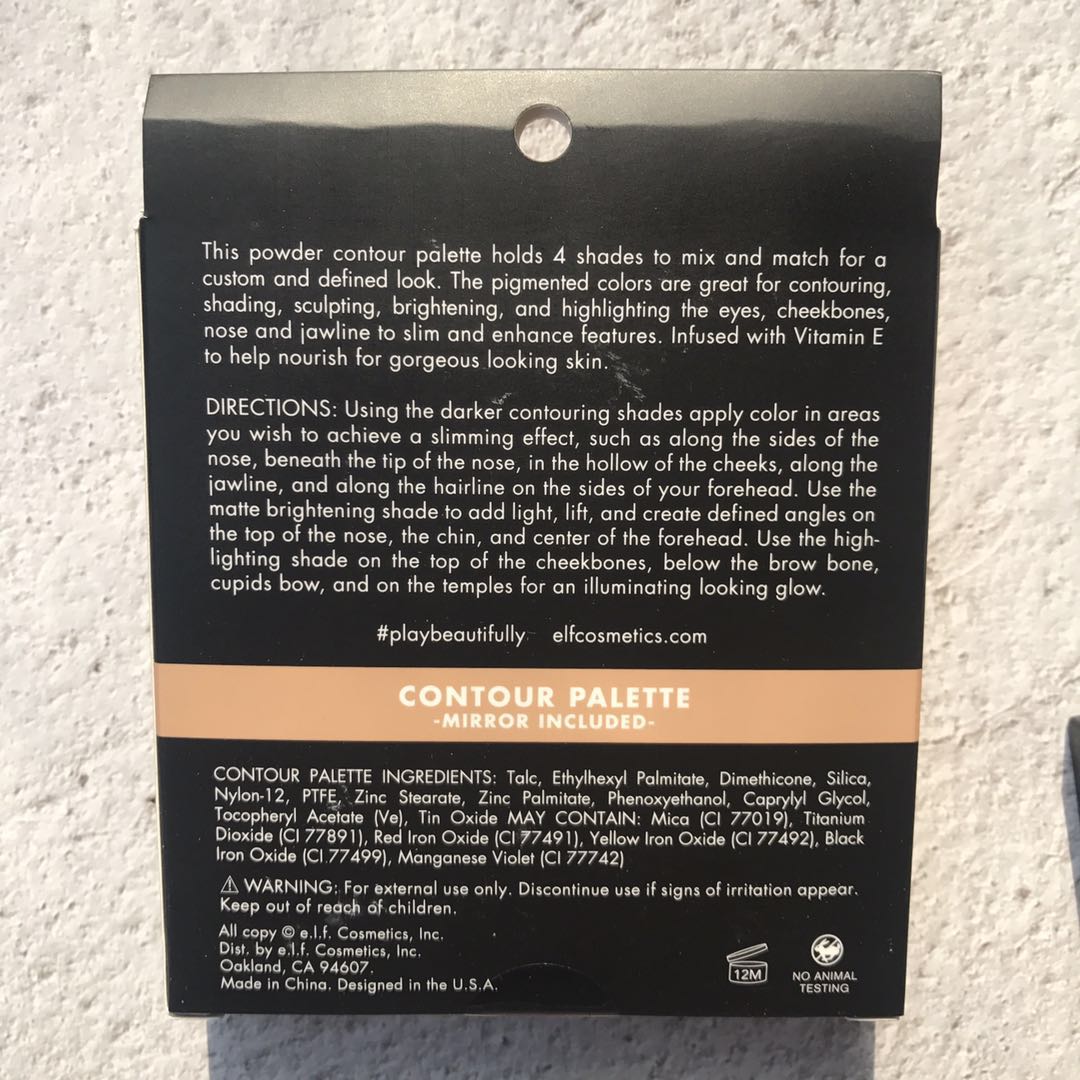 This powder contour palette holds 4 shades to mix and match for a
custom and defined look. The pigmented colors are great for contouring,
shading, sculpting, brightening, and highlighting the eyes, cheekbones,
nose and jawline to slim and enhance features. Infused with Vitamin E
to help nourish for gorgeous looking skin.
DIRECTIONS: Using the darker contouring shades apply color in areas
you wish to achieve a slimming effect, such as along the sides of the
nose, beneath the tip of the nose, in the hollow of the cheeks, along the
jawline, and along the hairline on the sides of your forehead. Use the
matte brightening shade to add light, lift, and create defined angles on
the top of the nose, the chin, and center of the forehead. Use the high-
lighting shade on the top of the cheekbones, below the brow bone,
cupids bow, and on the temples for an illuminating looking glow.
#playbeautifully elfcosmetics.com
CONTOUR PALETTE
-MIRROR INCLUDED-
CONTOUR PALETTE INGREDIENTS: Talc, Ethylhexyl Palmitate, Dimethicone, Silica,
Nylon-12, PTFE, Zinc Stearate, Zinc Palmitate, Phenoxyethanol, Caprylyl Glycol,
Tocopheryl Acetate (Ve), Tin Oxide MAY CONTAIN: Mica (CI 77019), Titanium
Dioxide (CI 77891), Red Iron Oxide (CI 77491), Yellow Iron Oxide (CI 77492), Black
Iron Oxide (CI 77499), Manganese Violet (CI 77742)
⚠ WARNING: For external use only. Discontinue use if signs of irritation appear.
Keep out of reach of children.
All copy © e.l.f. Cosmetics, Inc.
Dist. by e.l.f. Cosmetics, Inc.
Oakland, CA 94607.
Made in China. Designed in the U.S.A.
12M
NO ANIMAL
TESTING